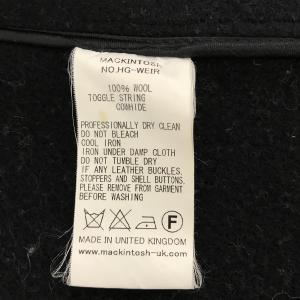 MACKINTOSH
NO.HG-WEIR
100% WOOL
TOGGLE STRING
COWHIDE
PROFESSIONALLY DRY CLEAN
DO NOT BLEACH
COOL IRON
IRON UNDER DAMP CLOTH
DO NOT TUMBLE DRY
IF ANY LEATHER BUCKLES,
STOPPERS AND SHELL BUTTONS,
PLEASE REMOVE FROM GARMENT
BEFORE WASHING
F
MADE IN UNITED KINGDOM
www.mackintosh-uk.com